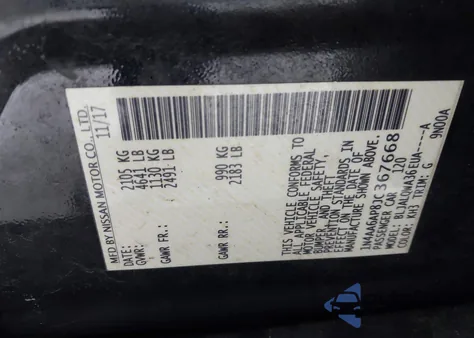 MFD BY NISSAN MOTOR CO., LTD.
11/17
GVWR: 2105 KG
4641 LB
GAWR FR.: 1130 KG
2491 LB
GAWR RR.: 990 KG
2183 LB
THIS VEHICLE CONFORMS TO
ALL APPLICABLE FEDERAL
MOTOR VEHICLE SAFETY,
BUMPER, AND THEFT
PREVENTION STANDARDS IN
EFFECT ON THE DATE OF
MANUFACTURE SHOWN ABOVE.
367668
PASSENGER CAR 120
MODEL:
COLOR: KH3 TRIM: G
9N00A